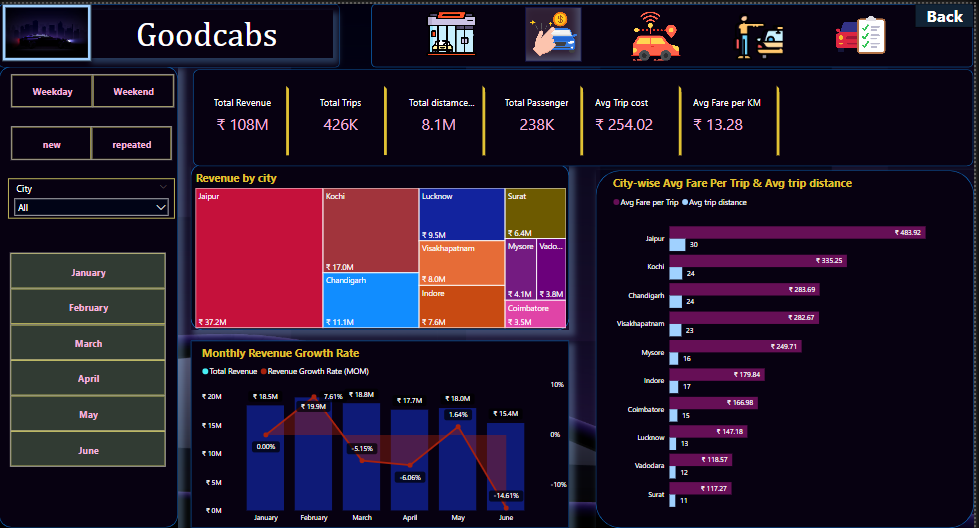 Goodcabs
Back
Weekday
Weekend
new
repeated
City
All
January
February
March
April
May
June
Total Revenue
₹ 108M
Total Trips
426K
Total distamce...
8.1M
Total Passenger
238K
Avg Trip cost
₹ 254.02
Avg Fare per KM
₹ 13.28
Revenue by city
Jaipur
₹ 37.2M
Kochi
₹ 17.0M
Chandigarh
₹ 11.1M
Lucknow
₹ 9.5M
Visakhapatnam
₹ 8.0M
Indore
₹ 7.6M
Surat
₹ 6.4M
Mysore
₹ 4.1M
Vado...
₹ 3.8M
Coimbatore
₹ 3.5M
Monthly Revenue Growth Rate
Total Revenue Revenue Growth Rate (MOM)
₹ 20M
₹ 15M
₹ 10M
₹ 5M
₹ 0M
10%
0%
-10%
₹ 18.5M
₹ 19.9M
₹ 18.8M
₹ 17.7M
₹ 18.0M
₹ 15.4M
0.00%
7.61%
-5.15%
-6.06%
1.64%
-14.61%
January
February
March
April
May
June
City-wise Avg Fare Per Trip & Avg trip distance
Avg Fare per Trip Avg trip distance
Jaipur
₹ 483.92
30
Kochi
₹ 335.25
24
Chandigarh
₹ 283.69
24
Visakhapatnam
₹ 282.67
23
Mysore
₹ 249.71
16
Indore
₹ 179.84
17
Coimbatore
₹ 166.98
15
Lucknow
₹ 147.18
13
Vadodara
₹ 118.57
12
Surat
₹ 117.27
11